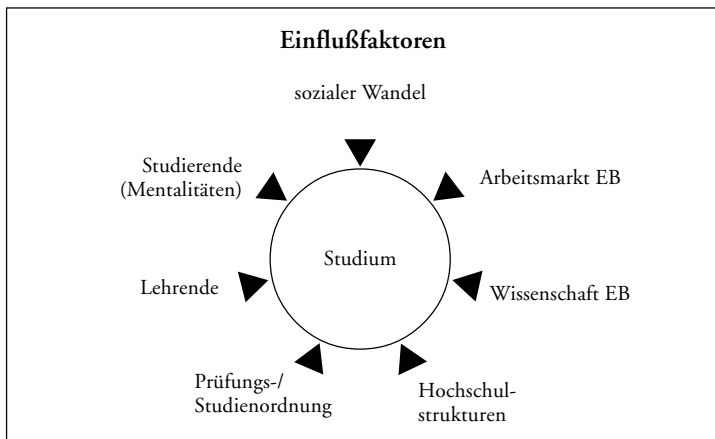 Einflußfaktoren
sozialer Wandel
Studierende
(Mentalitäten)
Arbeitsmarkt EB
Studium
Lehrende
Wissenschaft EB
Prüfungs-/
Studienordnung
Hochschul-
strukturen